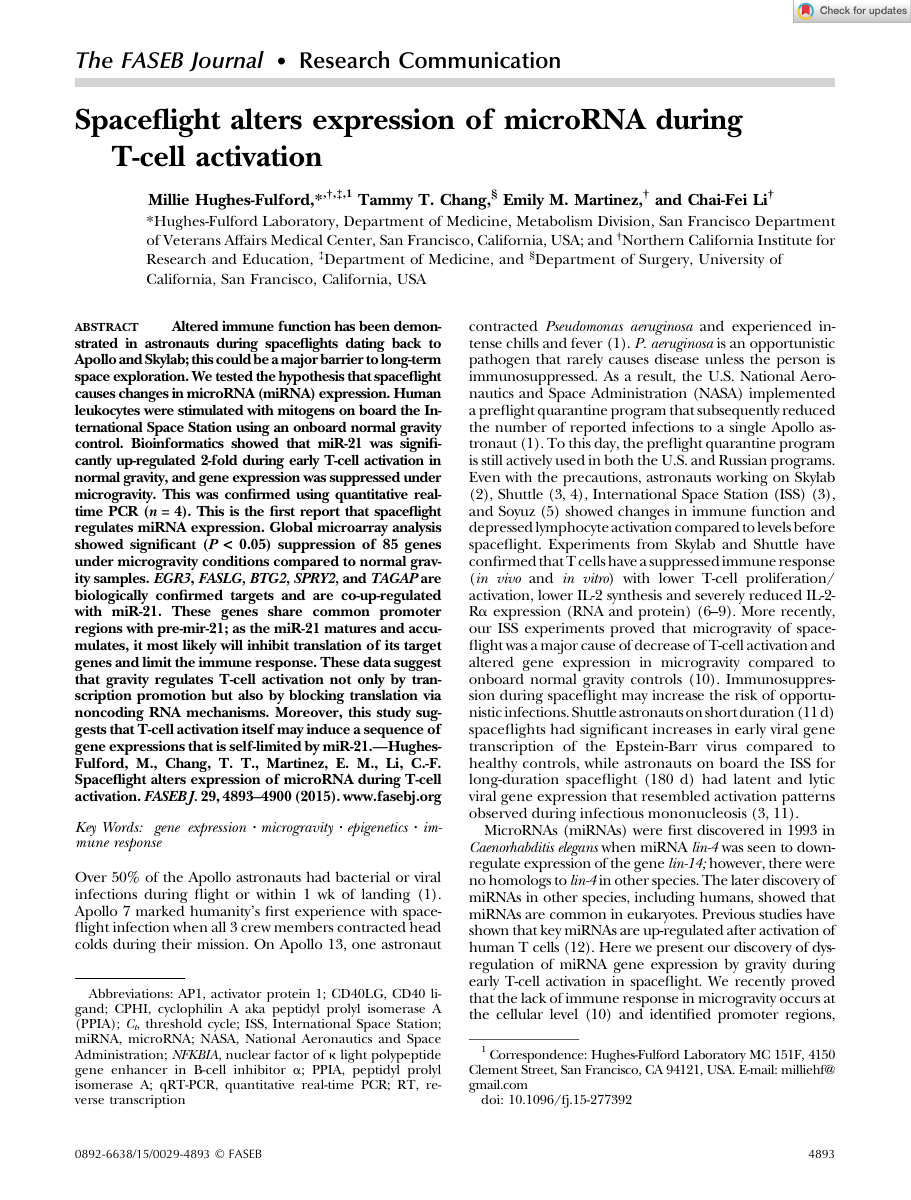 Check for updates
The FASEB Journal • Research Communication
Spaceflight alters expression of microRNA during
T-cell activation
Millie Hughes-Fulford,*,†,‡,1 Tammy T. Chang,§ Emily M. Martinez,† and Chai-Fei Li†
*Hughes-Fulford Laboratory, Department of Medicine, Metabolism Division, San Francisco Department
of Veterans Affairs Medical Center, San Francisco, California, USA; and †Northern California Institute for
Research and Education, ‡Department of Medicine, and §Department of Surgery, University of
California, San Francisco, California, USA
ABSTRACT Altered immune function has been demon-
strated in astronauts during spaceflights dating back to
Apollo and Skylab; this could be a major barrier to long-term
space exploration. We tested the hypothesis that spaceflight
causes changes in microRNA (miRNA) expression. Human
leukocytes were stimulated with mitogens on board the In-
ternational Space Station using an onboard normal gravity
control. Bioinformatics showed that miR-21 was signifi-
cantly up-regulated 2-fold during early T-cell activation in
normal gravity, and gene expression was suppressed under
microgravity. This was confirmed using quantitative real-
time PCR (n = 4). This is the first report that spaceflight
regulates miRNA expression. Global microarray analysis
showed significant (P < 0.05) suppression of 85 genes
under microgravity conditions compared to normal grav-
ity samples. EGR3, FASLG, BTG2, SPRY2, and TAGAP are
biologically confirmed targets and are co-up-regulated
with miR-21. These genes share common promoter
regions with pre-mir-21; as the miR-21 matures and accu-
mulates, it most likely will inhibit translation of its target
genes and limit the immune response. These data suggest
that gravity regulates T-cell activation not only by tran-
scription promotion but also by blocking translation via
noncoding RNA mechanisms. Moreover, this study sug-
gests that T-cell activation itself may induce a sequence of
gene expressions that is self-limited by miR-21.—Hughes-
Fulford, M., Chang, T. T., Martinez, E. M., Li, C.-F.
Spaceflight alters expression of microRNA during T-cell
activation. FASEB J. 29, 4893–4900 (2015). www.fasebj.org
Key Words: gene expression • microgravity • epigenetics • im-
mune response
Over 50% of the Apollo astronauts had bacterial or viral
infections during flight or within 1 wk of landing (1).
Apollo 7 marked humanity's first experience with space-
flight infection when all 3 crew members contracted head
colds during their mission. On Apollo 13, one astronaut
Abbreviations: AP1, activator protein 1; CD40LG, CD40 li-
gand; CPHI, cyclophilin A aka peptidyl prolyl isomerase A
(PPIA); Ct, threshold cycle; ISS, International Space Station;
miRNA, microRNA; NASA, National Aeronautics and Space
Administration; NFKBIA, nuclear factor of κ light polypeptide
gene enhancer in B-cell inhibitor α; PPIA, peptidyl prolyl
isomerase A; qRT-PCR, quantitative real-time PCR; RT, re-
verse transcription
contracted Pseudomonas aeruginosa and experienced in-
tense chills and fever (1). P. aeruginosa is an opportunistic
pathogen that rarely causes disease unless the person is
immunosuppressed. As a result, the U.S. National Aero-
nautics and Space Administration (NASA) implemented
a preflight quarantine program that subsequently reduced
the number of reported infections to a single Apollo as-
tronaut (1). To this day, the preflight quarantine program
is still actively used in both the U.S. and Russian programs.
Even with the precautions, astronauts working on Skylab
(2), Shuttle (3, 4), International Space Station (ISS) (3),
and Soyuz (5) showed changes in immune function and
depressed lymphocyte activation compared to levels before
spaceflight. Experiments from Skylab and Shuttle have
confirmed that T cells have a suppressed immune response
(in vivo and in vitro) with lower T-cell proliferation/
activation, lower IL-2 synthesis and severely reduced IL-2-
Rα expression (RNA and protein) (6–9). More recently,
our ISS experiments proved that microgravity of space-
flight was a major cause of decrease of T-cell activation and
altered gene expression in microgravity compared to
onboard normal gravity controls (10). Immunosuppres-
sion during spaceflight may increase the risk of opportu-
nistic infections. Shuttle astronauts on short duration (11 d)
spaceflights had significant increases in early viral gene
transcription of the Epstein-Barr virus compared to
healthy controls, while astronauts on board the ISS for
long-duration spaceflight (180 d) had latent and lytic
viral gene expression that resembled activation patterns
observed during infectious mononucleosis (3, 11).
MicroRNAs (miRNAs) were first discovered in 1993 in
Caenorhabditis elegans when miRNA lin-4 was seen to down-
regulate expression of the gene lin-14; however, there were
no homologs to lin-4 in other species. The later discovery of
miRNAs in other species, including humans, showed that
miRNAs are common in eukaryotes. Previous studies have
shown that key miRNAs are up-regulated after activation of
human T cells (12). Here we present our discovery of dys-
regulation of miRNA gene expression by gravity during
early T-cell activation in spaceflight. We recently proved
that the lack of immune response in microgravity occurs at
the cellular level (10) and identified promoter regions,
1 Correspondence: Hughes-Fulford Laboratory MC 151F, 4150
Clement Street, San Francisco, CA 94121, USA. E-mail: milliehf@
gmail.com
doi: 10.1096/fj.15-277392
0892-6638/15/0029-4893 © FASEB
4893